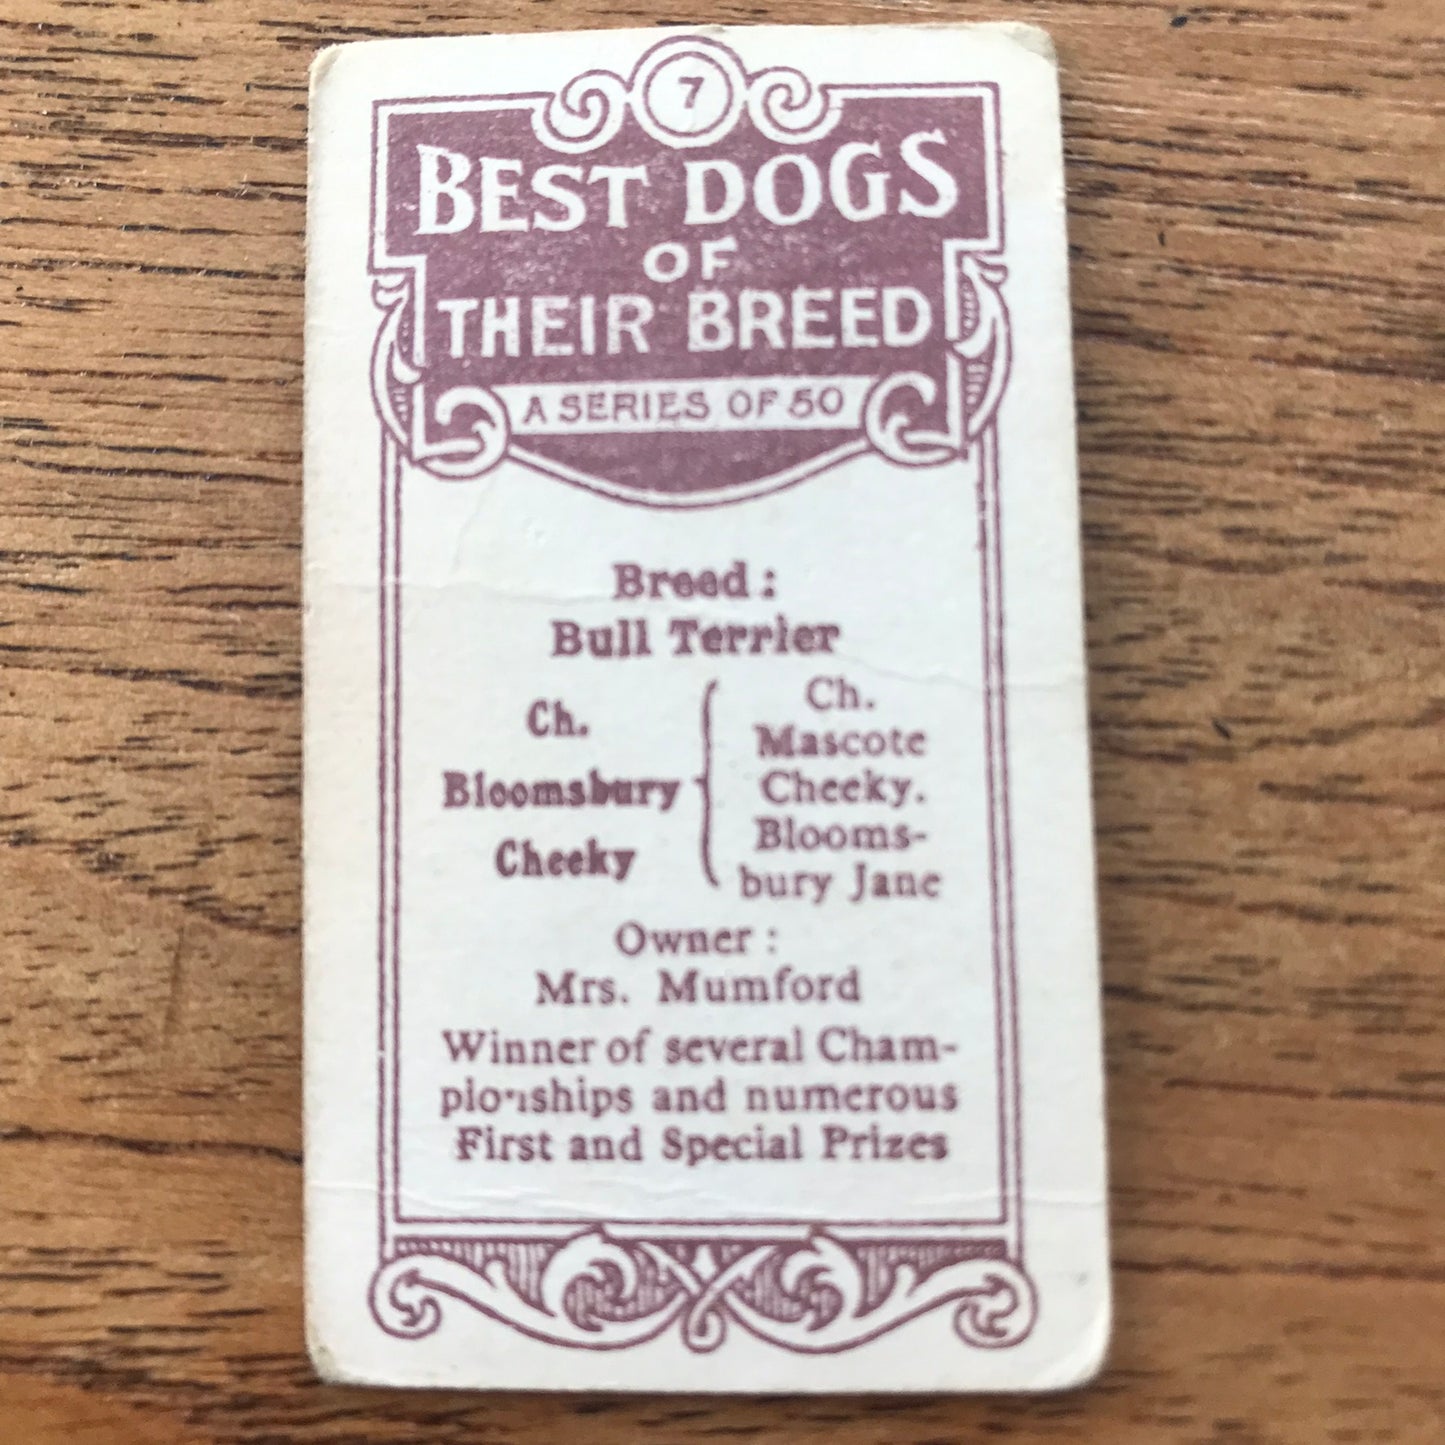 7
BEST DOGS
OF
THEIR BREED
A SERIES OF 50
Breed :
Bull Terrier
Ch.
Bloomsbury
Cheeky
Ch.
Mascote
Cheeky.
Blooms-
bury Jane
Owner :
Mrs. Mumford
Winner of several Cham-
pionships and numerous
First and Special Prizes